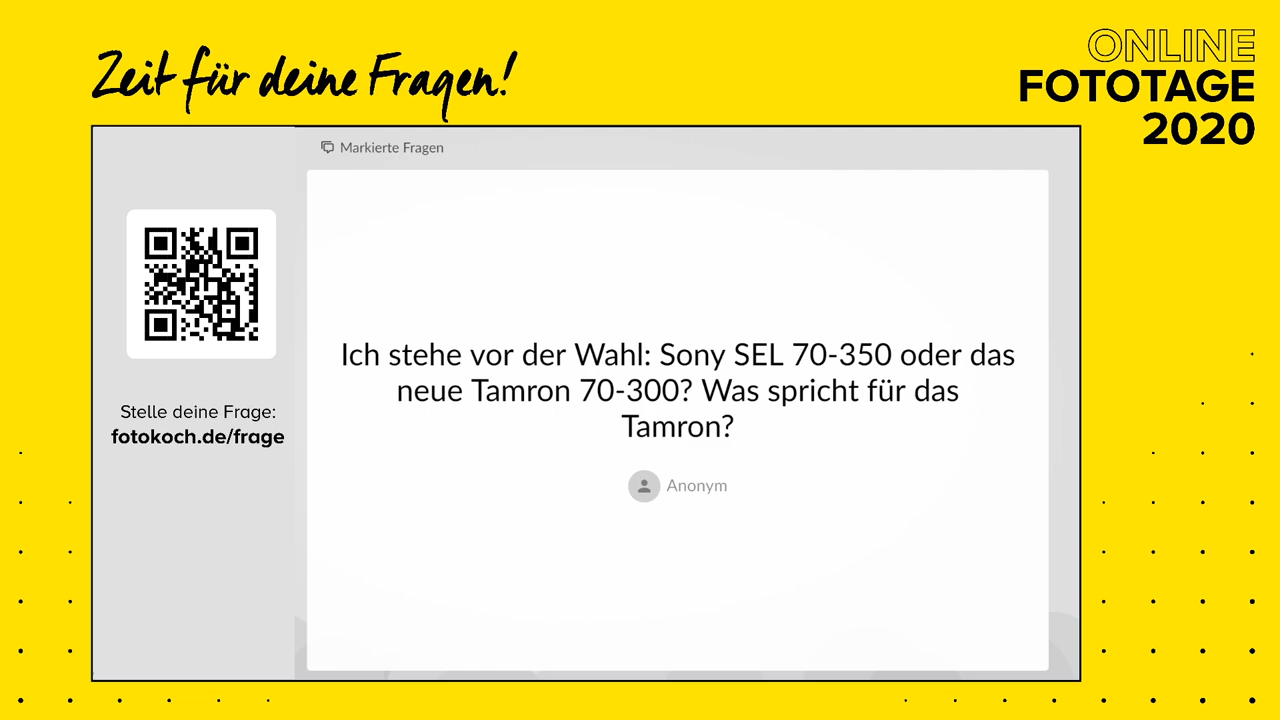 Zeit für deine Fragen!
ONLINE
FOTOTAGE
2020
Markierte Fragen
Ich stehe vor der Wahl: Sony SEL 70-350 oder das
neue Tamron 70-300? Was spricht für das
Tamron?
Anonym
Stelle deine Frage:
fotokoch.de/frage